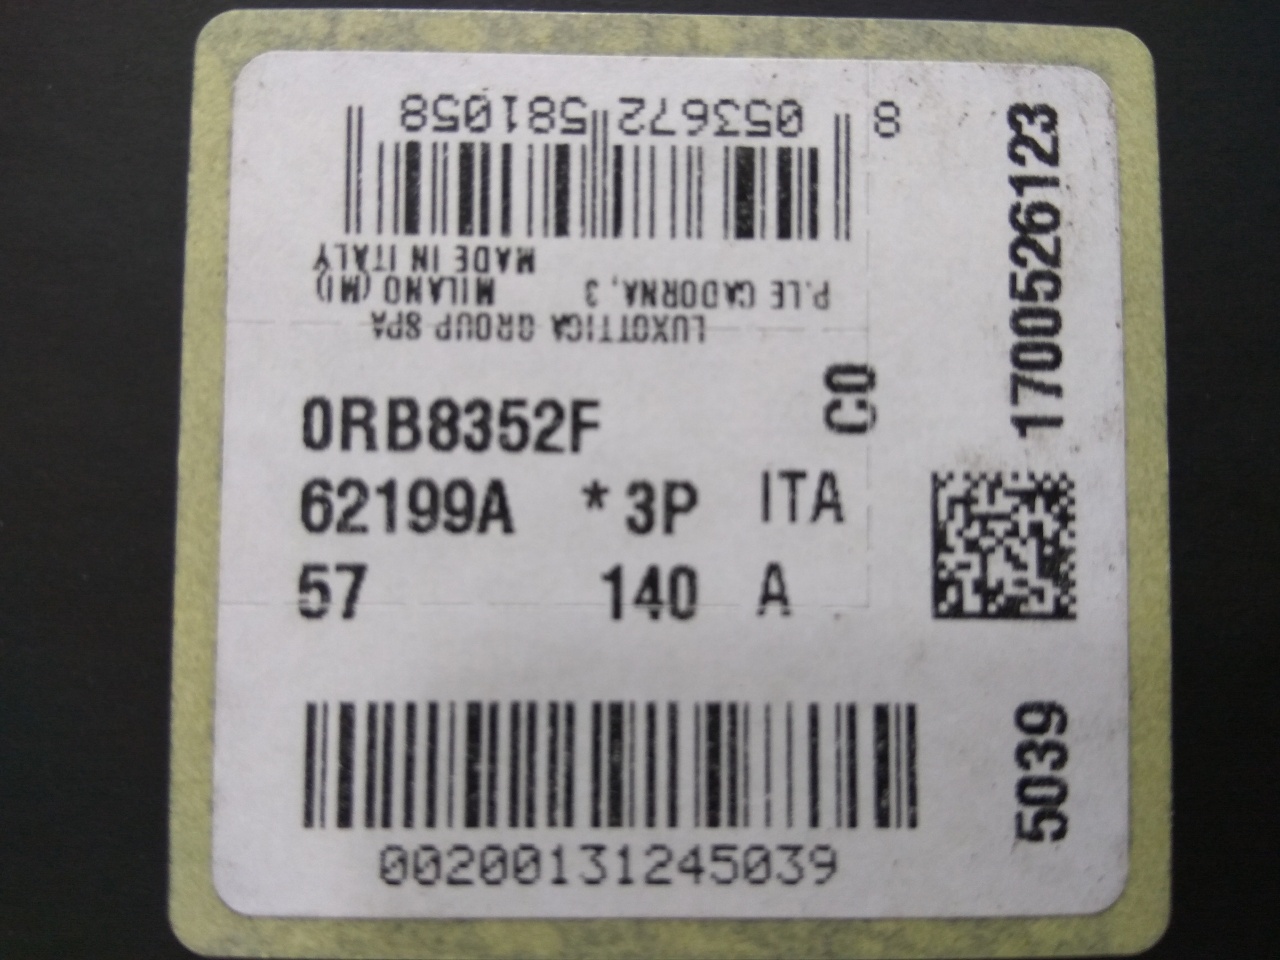 8 053672 581058
MADE IN ITALY
P.LE CADORNA, 3 MILANO (MI)
LUXOTTICA GROUP SPA
0RB8352F
C0
62199A * 3P ITA
57 140 A
00200131245039
1700526123
5039